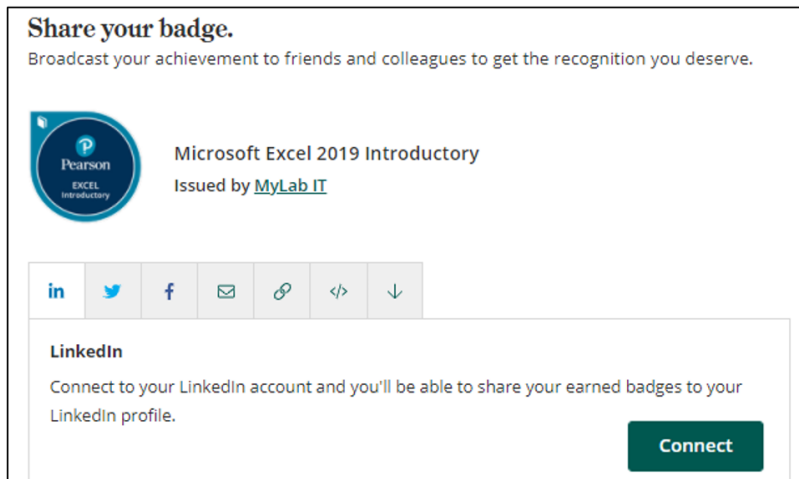 Share your badge.
Broadcast your achievement to friends and colleagues to get the recognition you deserve.
Pearson
EXCEL
Introductory
Microsoft Excel 2019 Introductory
Issued by MyLab IT
in
f
</>
LinkedIn
Connect to your LinkedIn account and you'll be able to share your earned badges to your
LinkedIn profile.
Connect